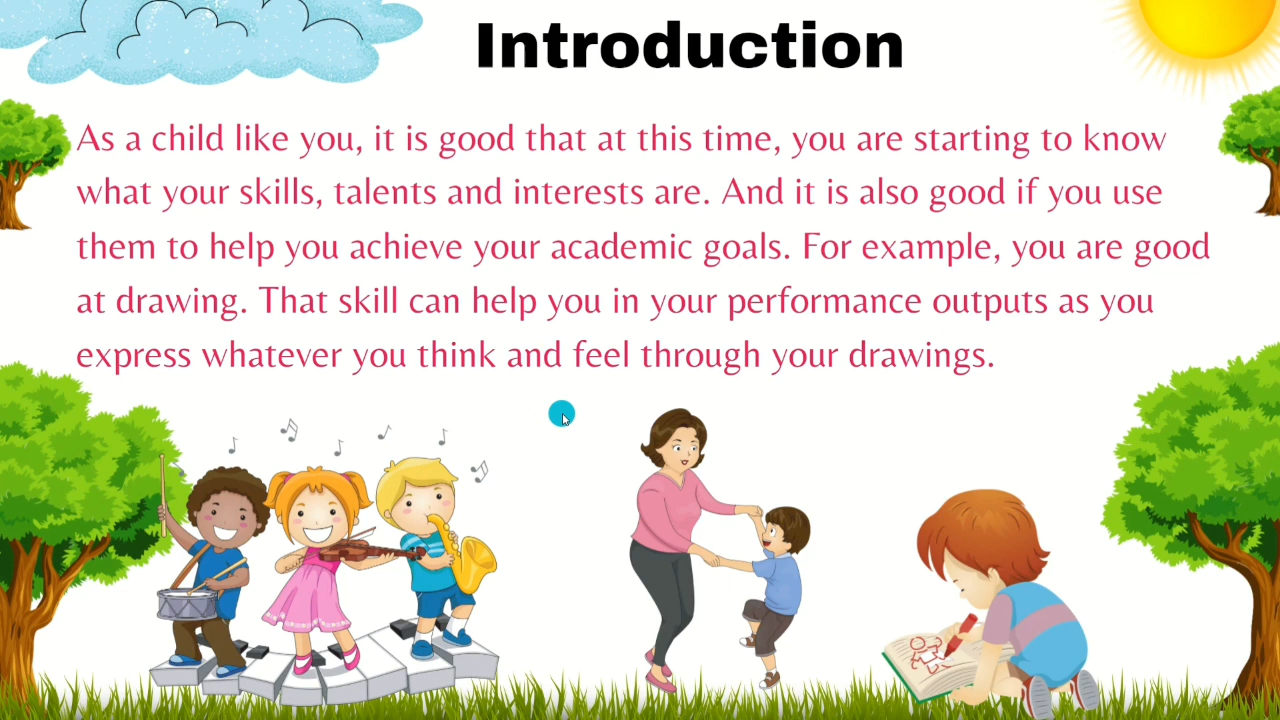 Introduction
As a child like you, it is good that at this time, you are starting to know
what your skills, talents and interests are. And it is also good if you use
them to help you achieve your academic goals. For example, you are good
at drawing. That skill can help you in your performance outputs as you
express whatever you think and feel through your drawings.